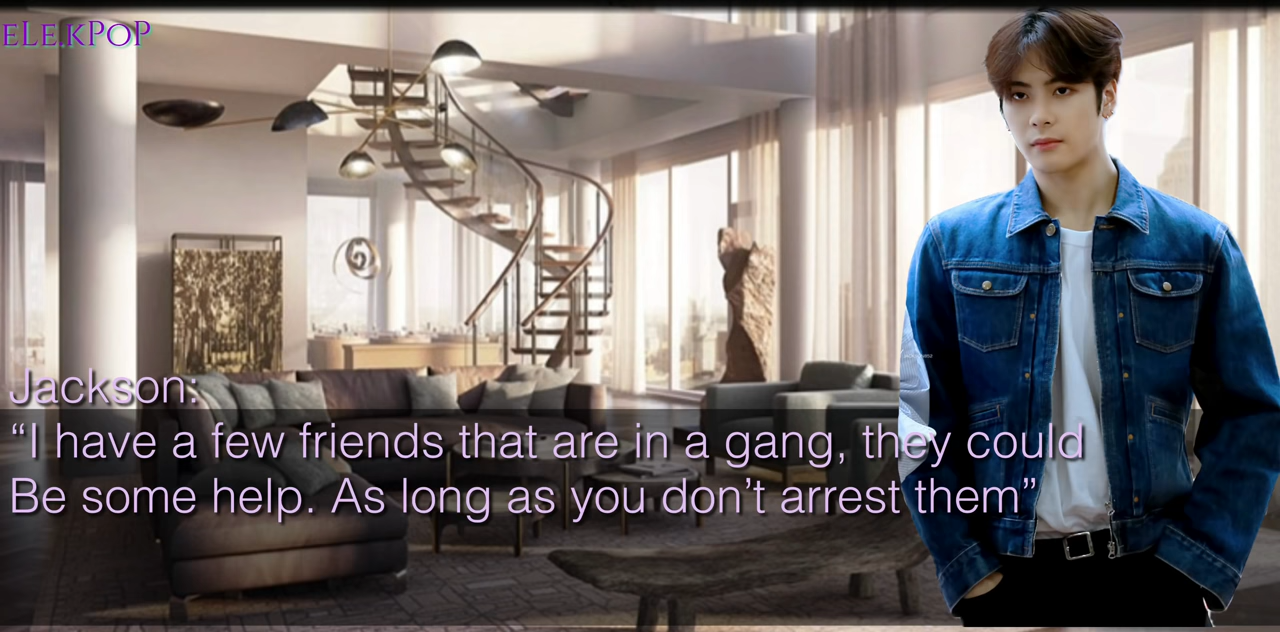 eLe.kPoP
Jackson:
“I have a few friends that are in a gang, they could
Be some help. As long as you don’t arrest them”